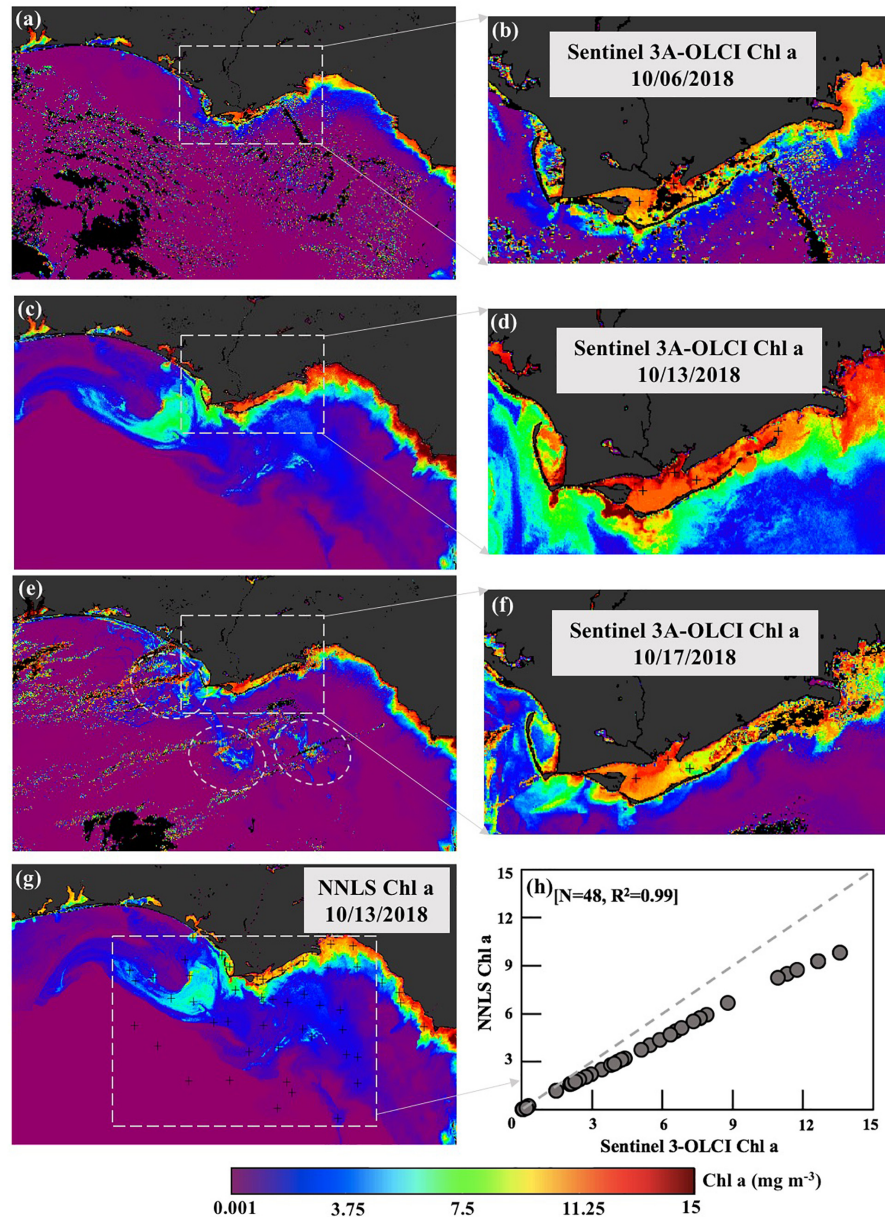 (a)
(b)
Sentinel 3A-OLCI Chl a
10/06/2018
(c)
(d)
Sentinel 3A-OLCI Chl a
10/13/2018
(e)
(f)
Sentinel 3A-OLCI Chl a
10/17/2018
(g)
NNLS Chl a
10/13/2018
(h) [N=48, R²=0.99]
NNLS Chl a
15
12
9
6
3
0 3 6 9 12 15
Sentinel 3-OLCI Chl a
Chl a (mg m⁻³)
0.001 3.75 7.5 11.25 15